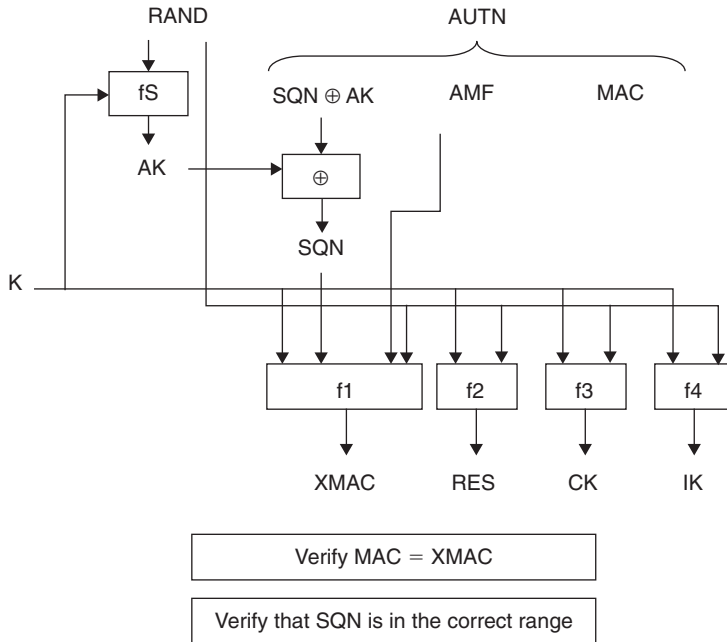 RAND AUTN
fS SQN ⊕ AK AMF MAC
AK ⊕
SQN
K
f1 f2 f3 f4
XMAC RES CK IK
Verify MAC = XMAC
Verify that SQN is in the correct range